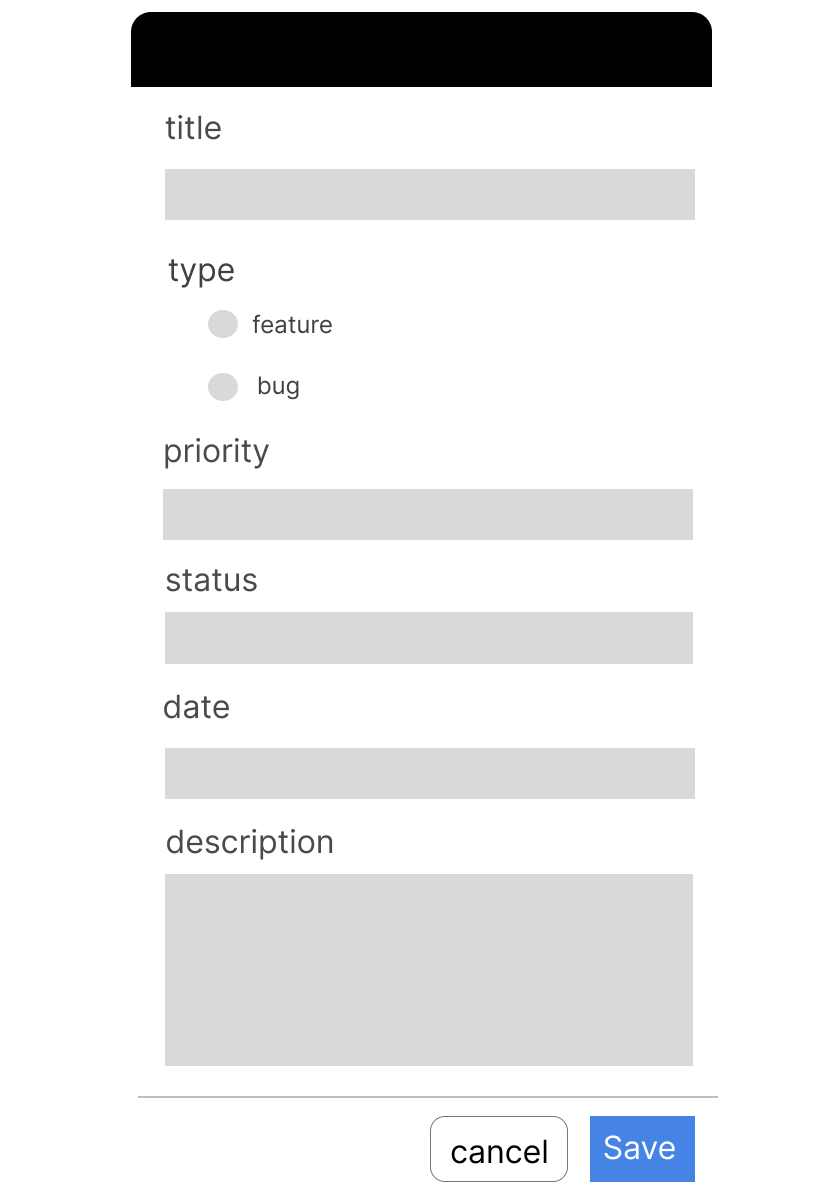 title
type
feature
bug
priority
status
date
description
cancel
Save